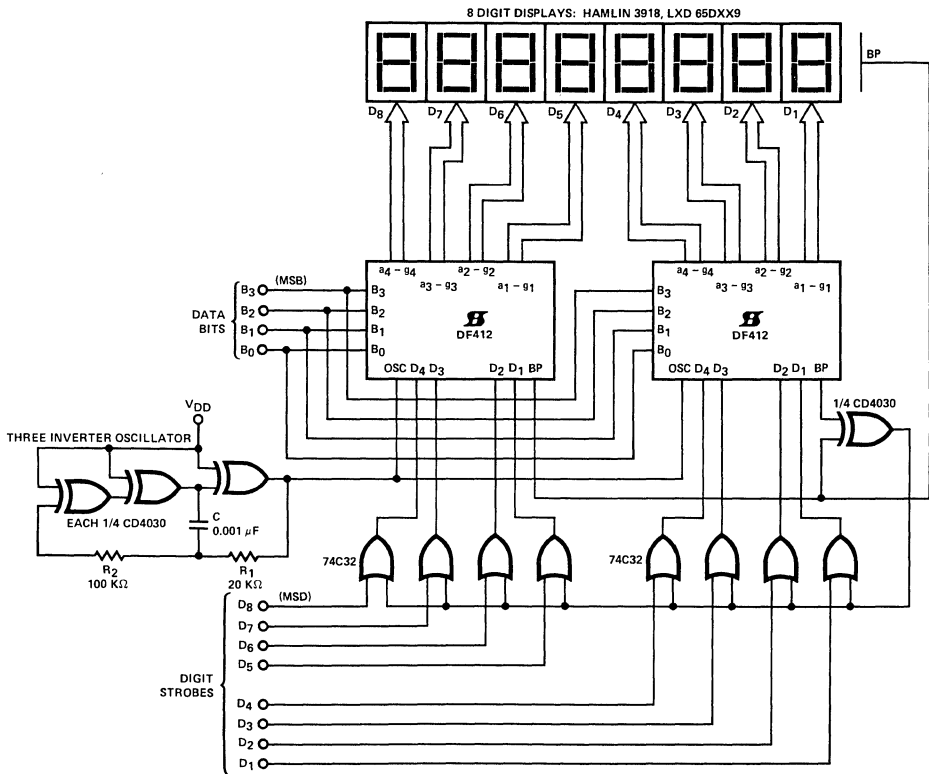 8 DIGIT DISPLAYS: HAMLIN 3918, LXD 65DXX9
BP
D8 D7 D6 D5 D4 D3 D2 D1
a4 – g4 a3 – g3 a2 – g2 a1 – g1
a4 – g4 a3 – g3 a2 – g2 a1 – g1
DATA BITS
B3 (MSB)
B2
B1
B0
B3
B2
B1
B0
DF412
OSC D4 D3 D2 D1 BP
B3
B2
B1
B0
DF412
OSC D4 D3 D2 D1 BP
1/4 CD4030
VDD
THREE INVERTER OSCILLATOR
EACH 1/4 CD4030
C
0.001 μF
R2
100 KΩ
R1
20 KΩ
74C32
74C32
DIGIT STROBES
D8 (MSD)
D7
D6
D5
D4
D3
D2
D1